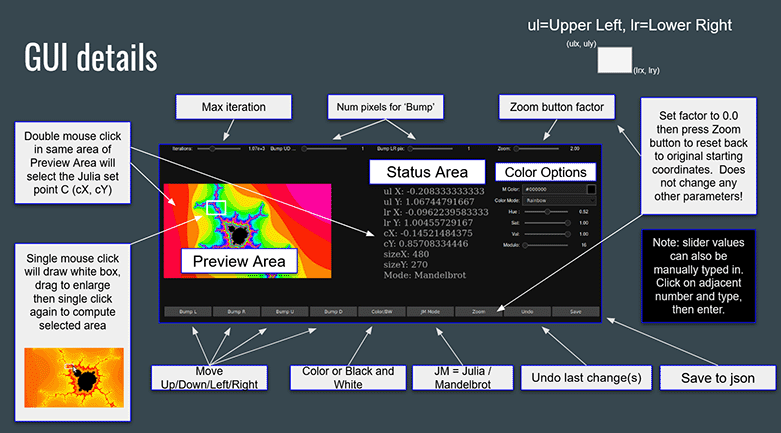 ul=Upper Left, lr=Lower Right
(ulx, uly)
(lrx, lry)
GUI details
Max iteration
Num pixels for 'Bump'
Zoom button factor
Double mouse click
in same area of
Preview Area will
select the Julia set
point C (cX, cY)
Set factor to 0.0
then press Zoom
button to reset back
to original starting
coordinates. Does
not change any
other parameters!
Iterations:
1.07e+3
Bump UD ...
1
Bump LR pix:
1
Zoom:
2.00
Status Area
ul X: -0.208333333333
ul Y: 1.06744791667
lr X: -0.0962239583333
lr Y: 1.00455729167
cX: -0.14521484375
cY: 0.85708334446
sizeX: 480
sizeY: 270
Mode: Mandelbrot
Color Options
M Color:
#000000
Color Mode:
Rainbow
Hue :
0.52
Sat:
1.00
Val:
1.00
Modulo:
16
Preview Area
Single mouse click
will draw white box,
drag to enlarge
then single click
again to compute
selected area
Note: slider values
can also be
manually typed in.
Click on adjacent
number and type,
then enter.
Bump L
Bump R
Bump U
Bump D
Color/BW
JM Mode:
Zoom
Undo
Save
Move
Up/Down/Left/Right
Color or Black and
White
JM = Julia /
Mandelbrot
Undo last change(s)
Save to json